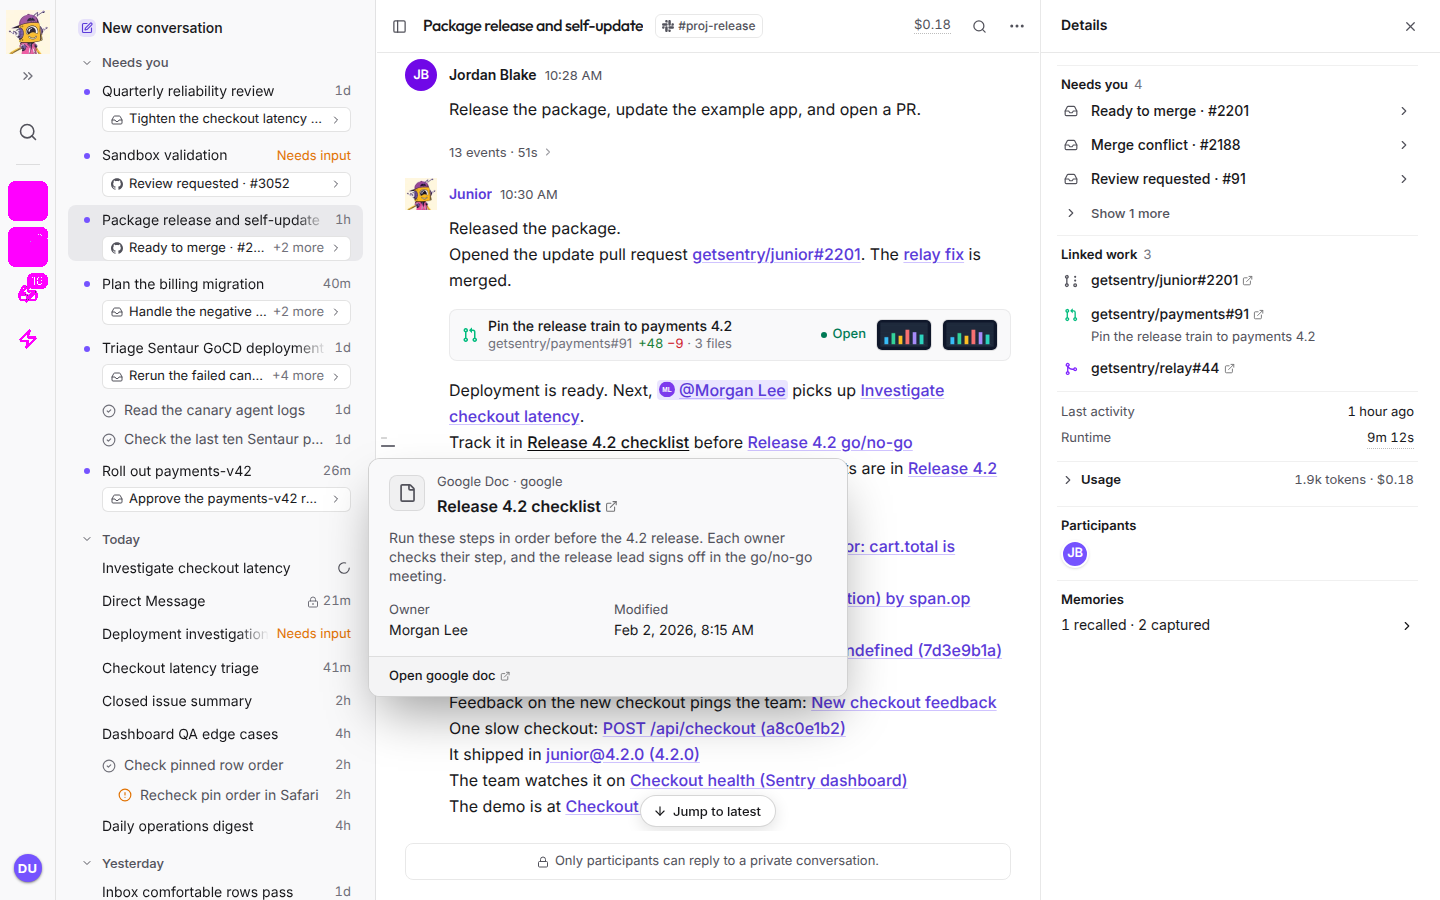 New conversation
Needs you
Quarterly reliability review 1d
Tighten the checkout latency ...
Sandbox validation Needs input
Review requested · #3052
Package release and self-update 1h
Ready to merge · #2... +2 more
Plan the billing migration 40m
Handle the negative ... +2 more
Triage Sentaur GoCD deployment 1d
Rerun the failed can... +4 more
Read the canary agent logs 1d
Check the last ten Sentaur p... 1d
Roll out payments-v42 26m
Approve the payments-v42 r...
Today
Investigate checkout latency
Direct Message 21m
Deployment investigation Needs input
Checkout latency triage 41m
Closed issue summary 2h
Dashboard QA edge cases 4h
Check pinned row order 2h
Recheck pin order in Safari 2h
Daily operations digest 4h
Yesterday
Inbox comfortable rows pass 1d
DU
Package release and self-update #proj-release $0.18
JB Jordan Blake 10:28 AM
Release the package, update the example app, and open a PR.
13 events · 51s
Junior 10:30 AM
Released the package.
Opened the update pull request getsentry/junior#2201. The relay fix is
merged.
Pin the release train to payments 4.2
getsentry/payments#91 +48 −9 · 3 files
Open
Deployment is ready. Next, ML @Morgan Lee picks up Investigate
checkout latency.
Track it in Release 4.2 checklist before Release 4.2 go/no-go
ts are in Release 4.2
or: cart.total is
tion) by span.op
ndefined (7d3e9b1a)
Google Doc · google
Release 4.2 checklist
Run these steps in order before the 4.2 release. Each owner
checks their step, and the release lead signs off in the go/no-go
meeting.
Owner Modified
Morgan Lee Feb 2, 2026, 8:15 AM
Open google doc
Feedback on the new checkout pings the team: New checkout feedback
One slow checkout: POST /api/checkout (a8c0e1b2)
It shipped in junior@4.2.0 (4.2.0)
The team watches it on Checkout health (Sentry dashboard)
The demo is at Checkout
Jump to latest
Only participants can reply to a private conversation.
Details
Needs you 4
Ready to merge · #2201
Merge conflict · #2188
Review requested · #91
Show 1 more
Linked work 3
getsentry/junior#2201
getsentry/payments#91
Pin the release train to payments 4.2
getsentry/relay#44
Last activity 1 hour ago
Runtime 9m 12s
Usage 1.9k tokens · $0.18
Participants
JB
Memories
1 recalled · 2 captured